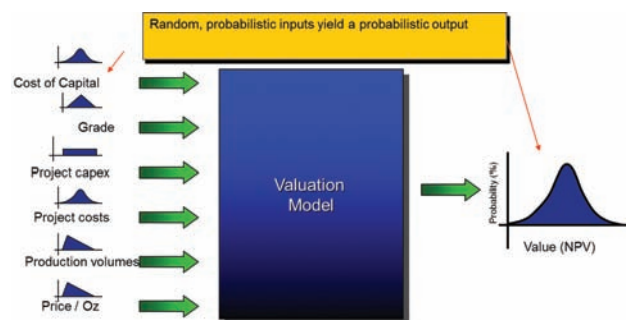 Random, probabilistic inputs yield a probabilistic output
Cost of Capital
Grade
Project capex
Project costs
Production volumes
Price / Oz
Valuation
Model
Probability (%)
Value (NPV)